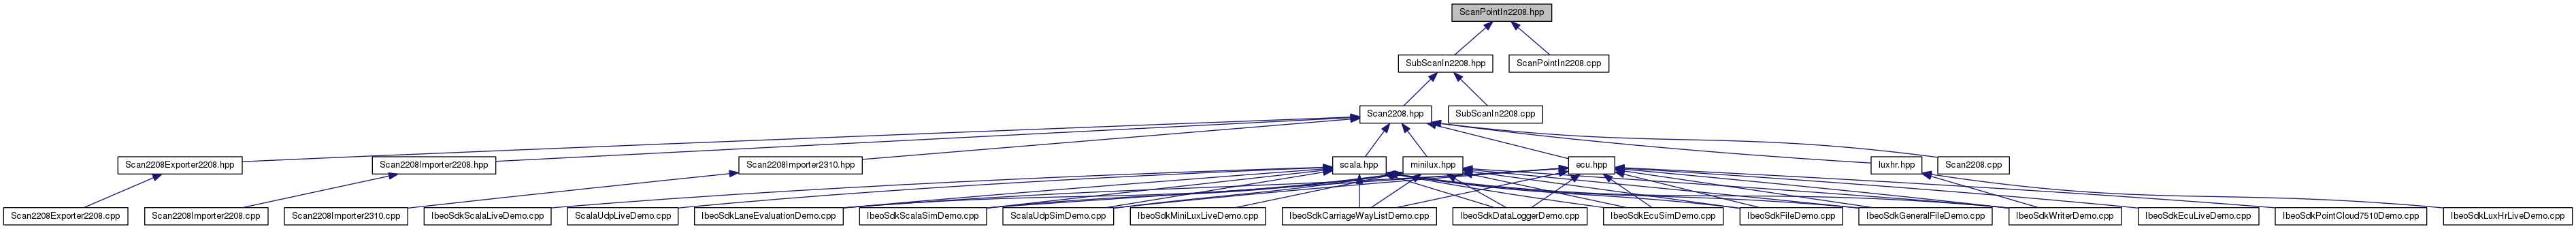 ScanPointIn2208.hpp
SubScanIn2208.hpp
ScanPointIn2208.cpp
Scan2208.hpp
SubScanIn2208.cpp
Scan2208Exporter2208.hpp
Scan2208Importer2208.hpp
Scan2208Importer2310.hpp
scala.hpp
minilux.hpp
ecu.hpp
luxhr.hpp
Scan2208.cpp
Scan2208Exporter2208.cpp
Scan2208Importer2208.cpp
Scan2208Importer2310.cpp
IbeoSdkScalaLiveDemo.cpp
ScalaUdpLiveDemo.cpp
IbeoSdkLaneEvaluationDemo.cpp
IbeoSdkScalaSimDemo.cpp
ScalaUdpSimDemo.cpp
IbeoSdkMiniLuxLiveDemo.cpp
IbeoSdkCarriageWayListDemo.cpp
IbeoSdkDataLoggerDemo.cpp
IbeoSdkEcuSimDemo.cpp
IbeoSdkFileDemo.cpp
IbeoSdkGeneralFileDemo.cpp
IbeoSdkWriterDemo.cpp
IbeoSdkEcuLiveDemo.cpp
IbeoSdkPointCloud7510Demo.cpp
IbeoSdkLuxHrLiveDemo.cpp